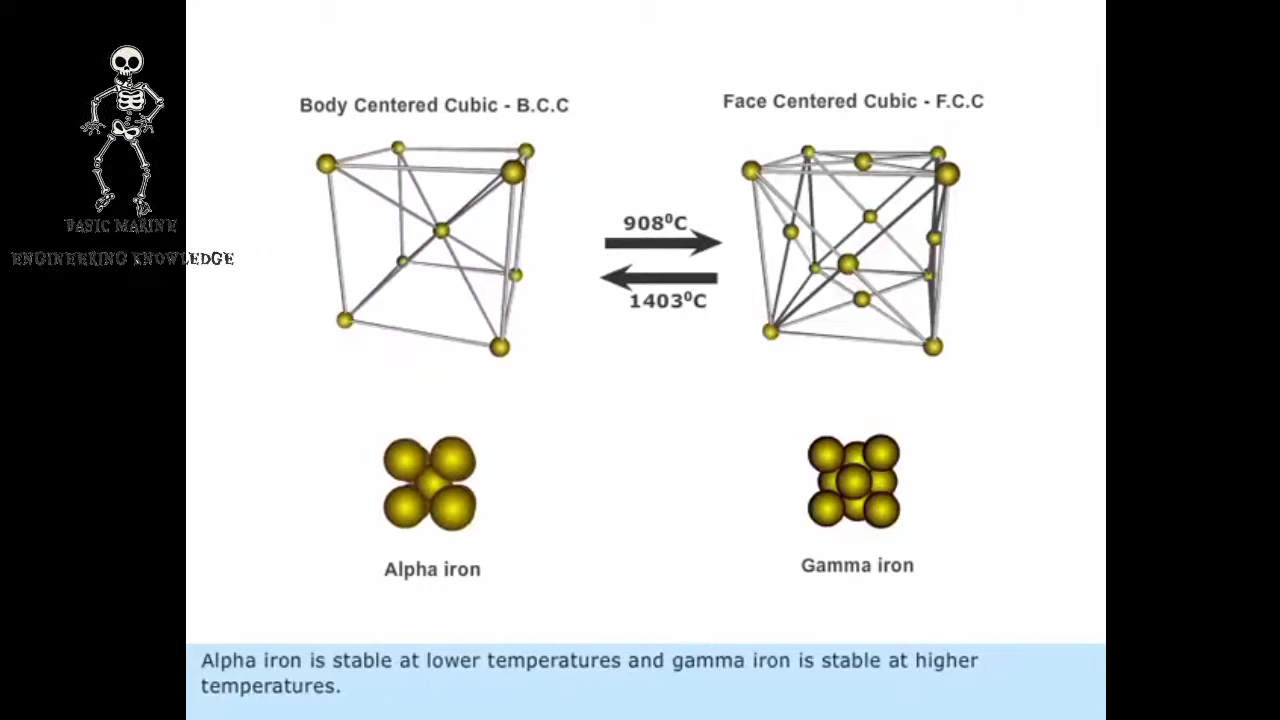 BASIC MARINE
ENGINEERING KNOWLEDGE
Body Centered Cubic - B.C.C
Face Centered Cubic - F.C.C
908⁰C
1403⁰C
Alpha iron
Gamma iron
Alpha iron is stable at lower temperatures and gamma iron is stable at higher
temperatures.